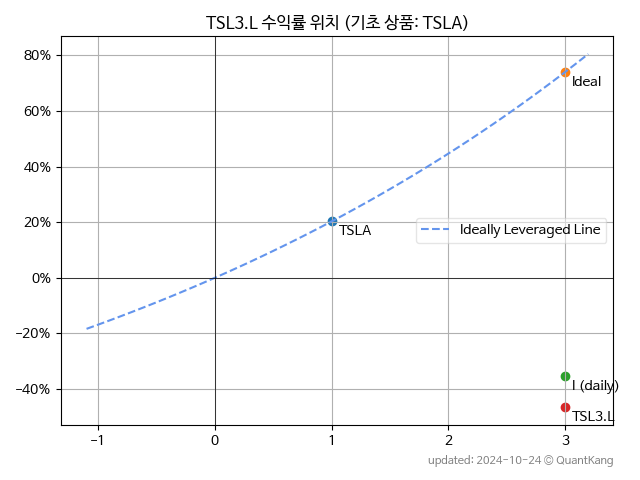 TSL3.L 수익률 위치 (기초 상품: TSLA)
80%
60%
40%
20%
0%
−20%
−40%
Ideal
TSLA
Ideally Leveraged Line
I (daily)
TSL3.L
−1
0
1
2
3
updated: 2024-10-24 © QuantKang